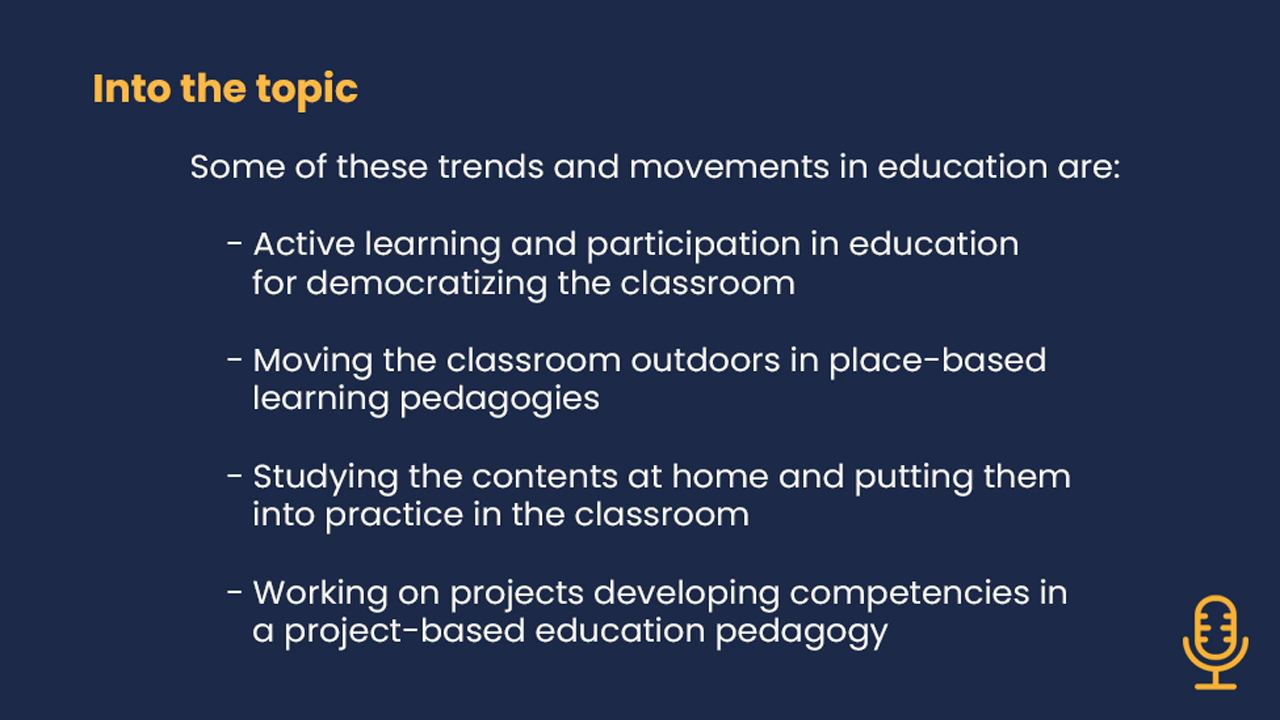 Into the topic
Some of these trends and movements in education are:
- Active learning and participation in education
for democratizing the classroom
- Moving the classroom outdoors in place-based
learning pedagogies
- Studying the contents at home and putting them
into practice in the classroom
- Working on projects developing competencies in
a project-based education pedagogy